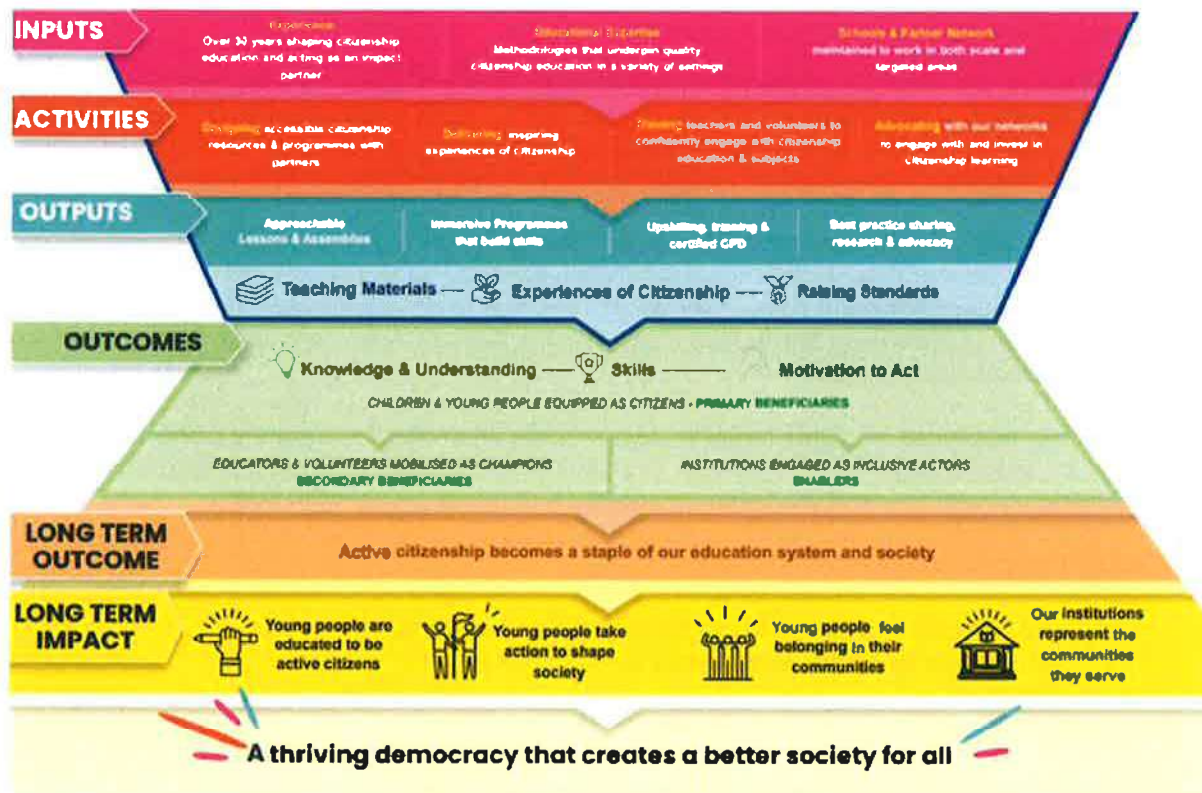 INPUTS
Experience
Over 30 years shaping citizenship
education and acting as an impact
partner
Educational Expertise
Methodologies that underpin quality
citizenship education in a variety of settings
Schools & Partner Network
maintained to work in both scale and
targeted areas
ACTIVITIES
Designing accessible citizenship
resources & programmes with
partners
Delivering inspiring
experiences of citizenship
teachers and volunteers to
confidently engage with citizenship
education & subjects
Advocating with our networks
to engage with and invest in
citizenship learning
OUTPUTS
Approachable
Lessons & Assemblies
Immersive Programmes
that build skills
Upskilling, training &
certified CPD
Best practice sharing,
research & advocacy
Teaching Materials
Experiences of Citizenship
Raising Standards
OUTCOMES
Knowledge & Understanding
Skills
Motivation to Act
CHILDREN & YOUNG PEOPLE EQUIPPED AS CITIZENS - PRIMARY BENEFICIARIES
EDUCATORS & VOLUNTEERS MOBILISED AS CHAMPIONS
SECONDARY BENEFICIARIES
INSTITUTIONS ENGAGED AS INCLUSIVE ACTORS
ENABLERS
LONG TERM
OUTCOME
Active citizenship becomes a staple of our education system and society
LONG TERM
IMPACT
Young people are
educated to be
active citizens
Young people take
action to shape
society
Young people feel
belonging in their
communities
Our institutions
represent the
communities
they serve
A thriving democracy that creates a better society for all